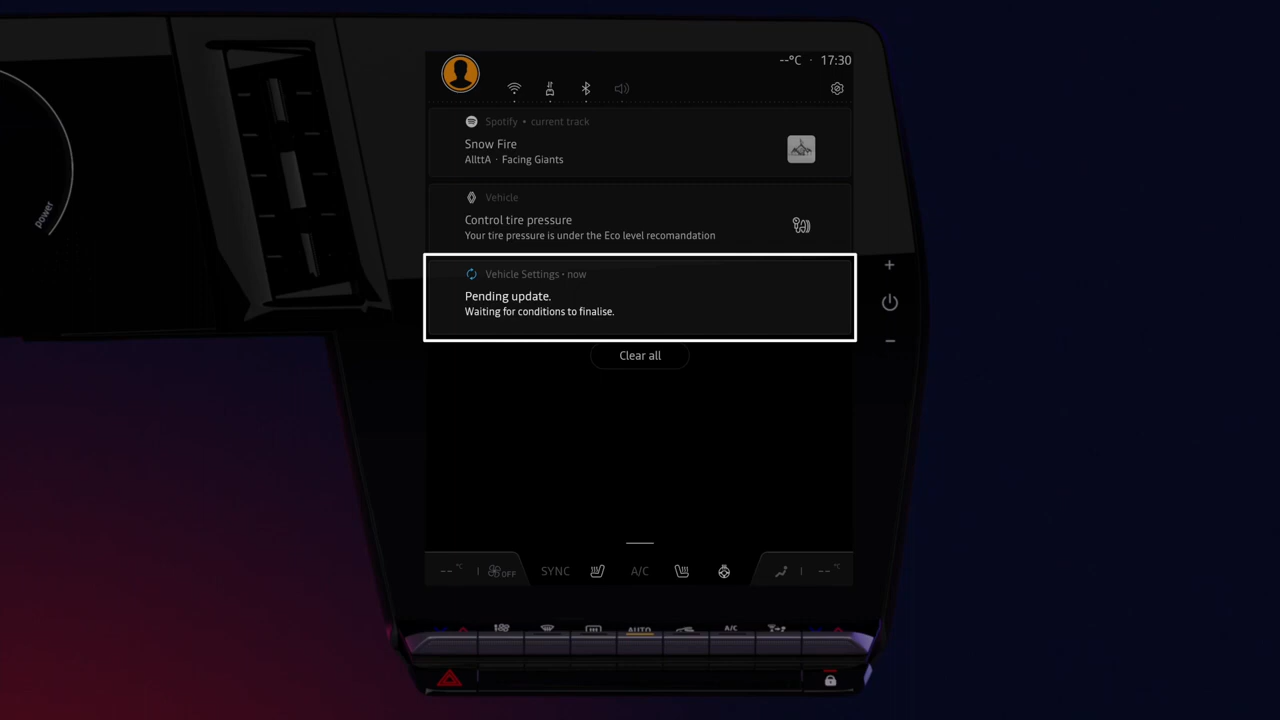 --°C · 17:30
Spotify • current track
Snow Fire
AllttA · Facing Giants
Vehicle
Control tire pressure
Your tire pressure is under the Eco level recomandation
Vehicle Settings • now
Pending update.
Waiting for conditions to finalise.
Clear all
power
-- °C OFF SYNC A/C -- °C
AUTO A/C